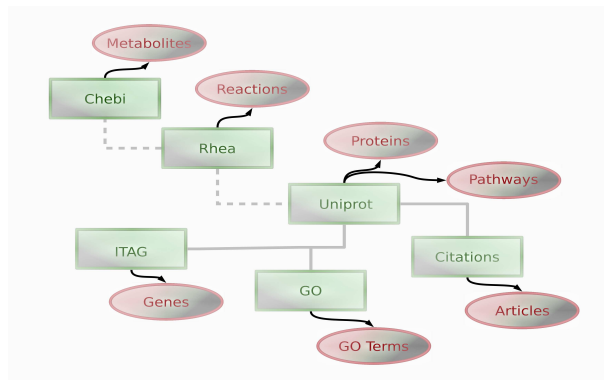 Metabolites
Chebi
Reactions
Rhea
Proteins
Pathways
Uniprot
ITAG
Citations
Genes
GO
Articles
GO Terms